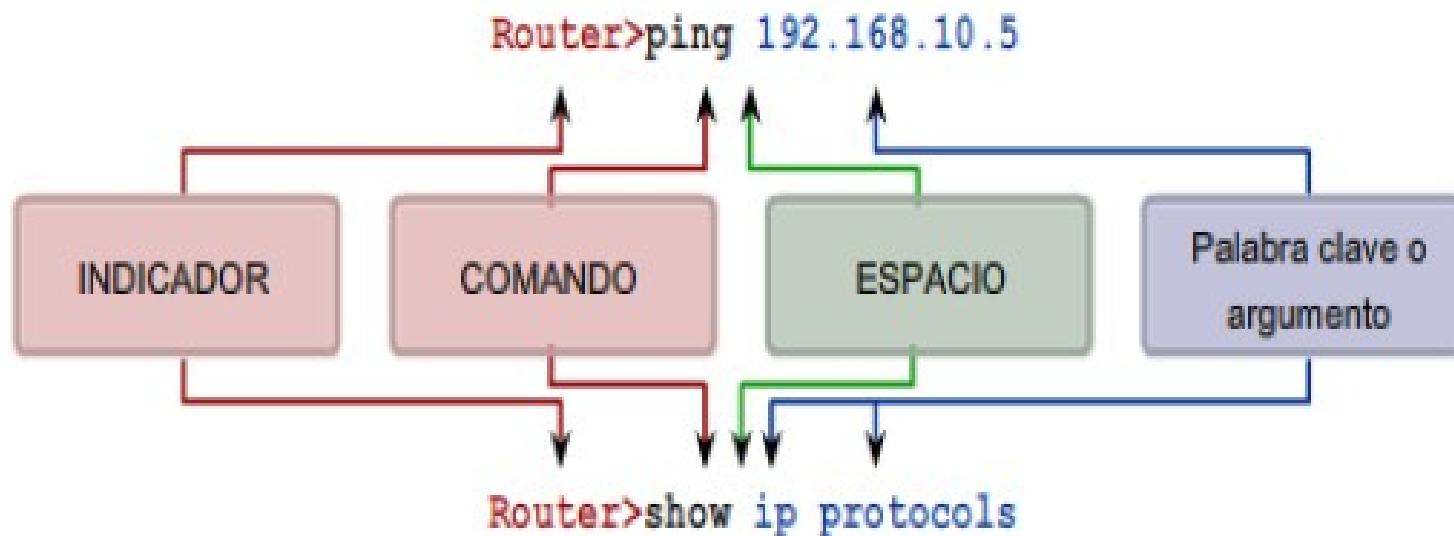 Router>ping 192.168.10.5
INDICADOR
COMANDO
ESPACIO
Palabra clave o
argumento
Router>show ip protocols